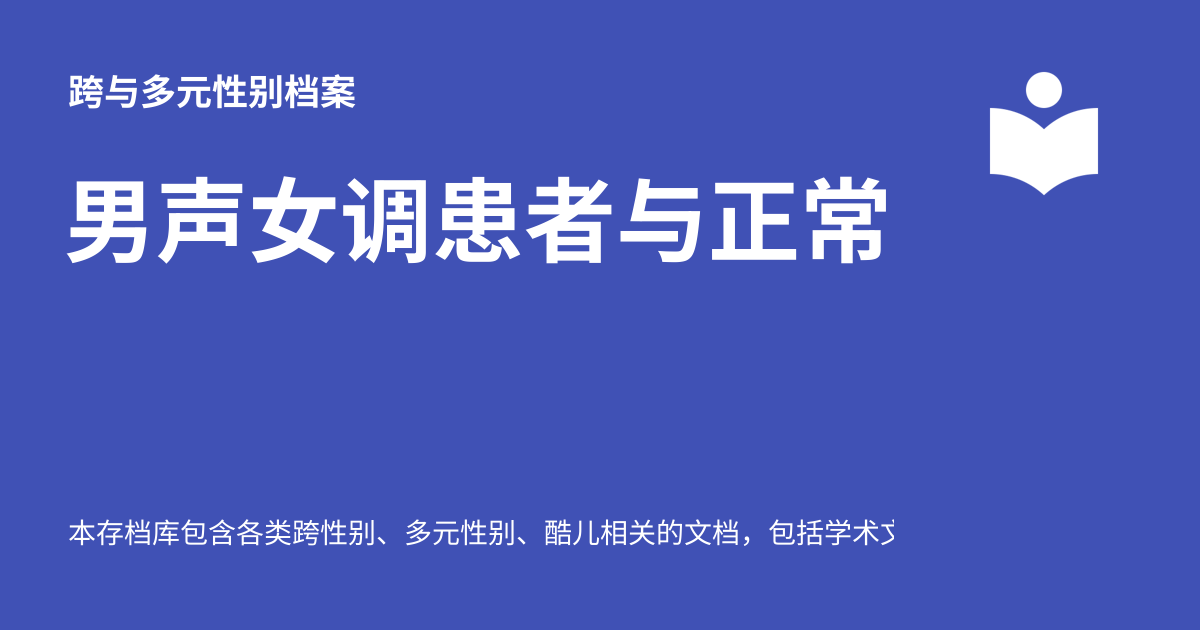 跨与多元性别档案
男声女调患者与正常
本存档库包含各类跨性别、多元性别、酷儿相关的文档，包括学术